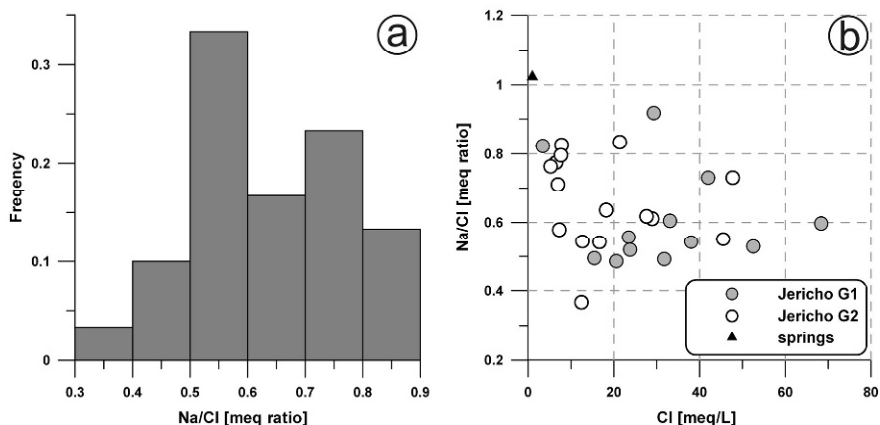 a
0.3
0.2
0.1
0
Freqency
0.3 0.4 0.5 0.6 0.7 0.8 0.9
Na/Cl [meq ratio]
b
1.2
1
0.8
0.6
0.4
0.2
Na/Cl [meq ratio]
Jericho G1
Jericho G2
springs
0 20 40 60 80
Cl [meq/L]